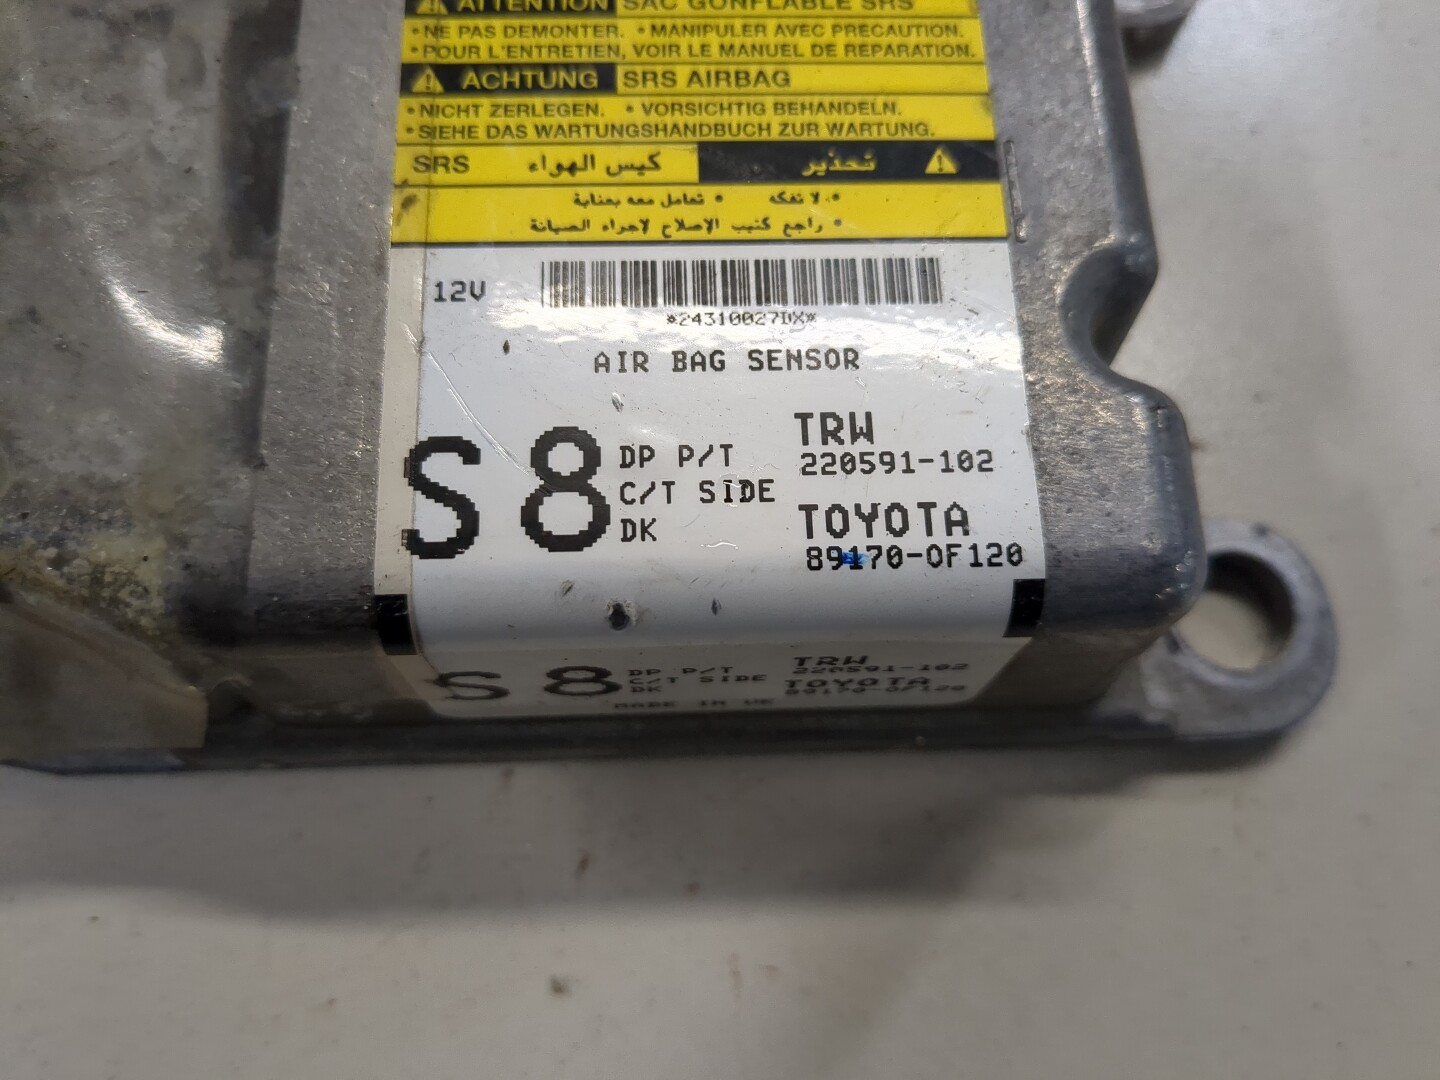 ATTENTION SAC GONFLABLE SRS
•NE PAS DEMONTER. •MANIPULER AVEC PRECAUTION.
•POUR L'ENTRETIEN, VOIR LE MANUEL DE REPARATION.
ACHTUNG SRS AIRBAG
•NICHT ZERLEGEN. •VORSICHTIG BEHANDELN.
•SIEHE DAS WARTUNGSHANDBUCH ZUR WARTUNG.
تحذير كيس الهواء SRS
• لا تفكه • تعامل معه بعناية
• راجع كتيب الإصلاح لاجراء الصيانة
12V
*24310027DX*
AIR BAG SENSOR
S8 DP P/T TRW
C/T SIDE 220591-102
DK TOYOTA
89170-0F120
S8 DP P/T TRW
C/T SIDE 220591-102
DK TOYOTA
89170-0F120
MADE IN UK